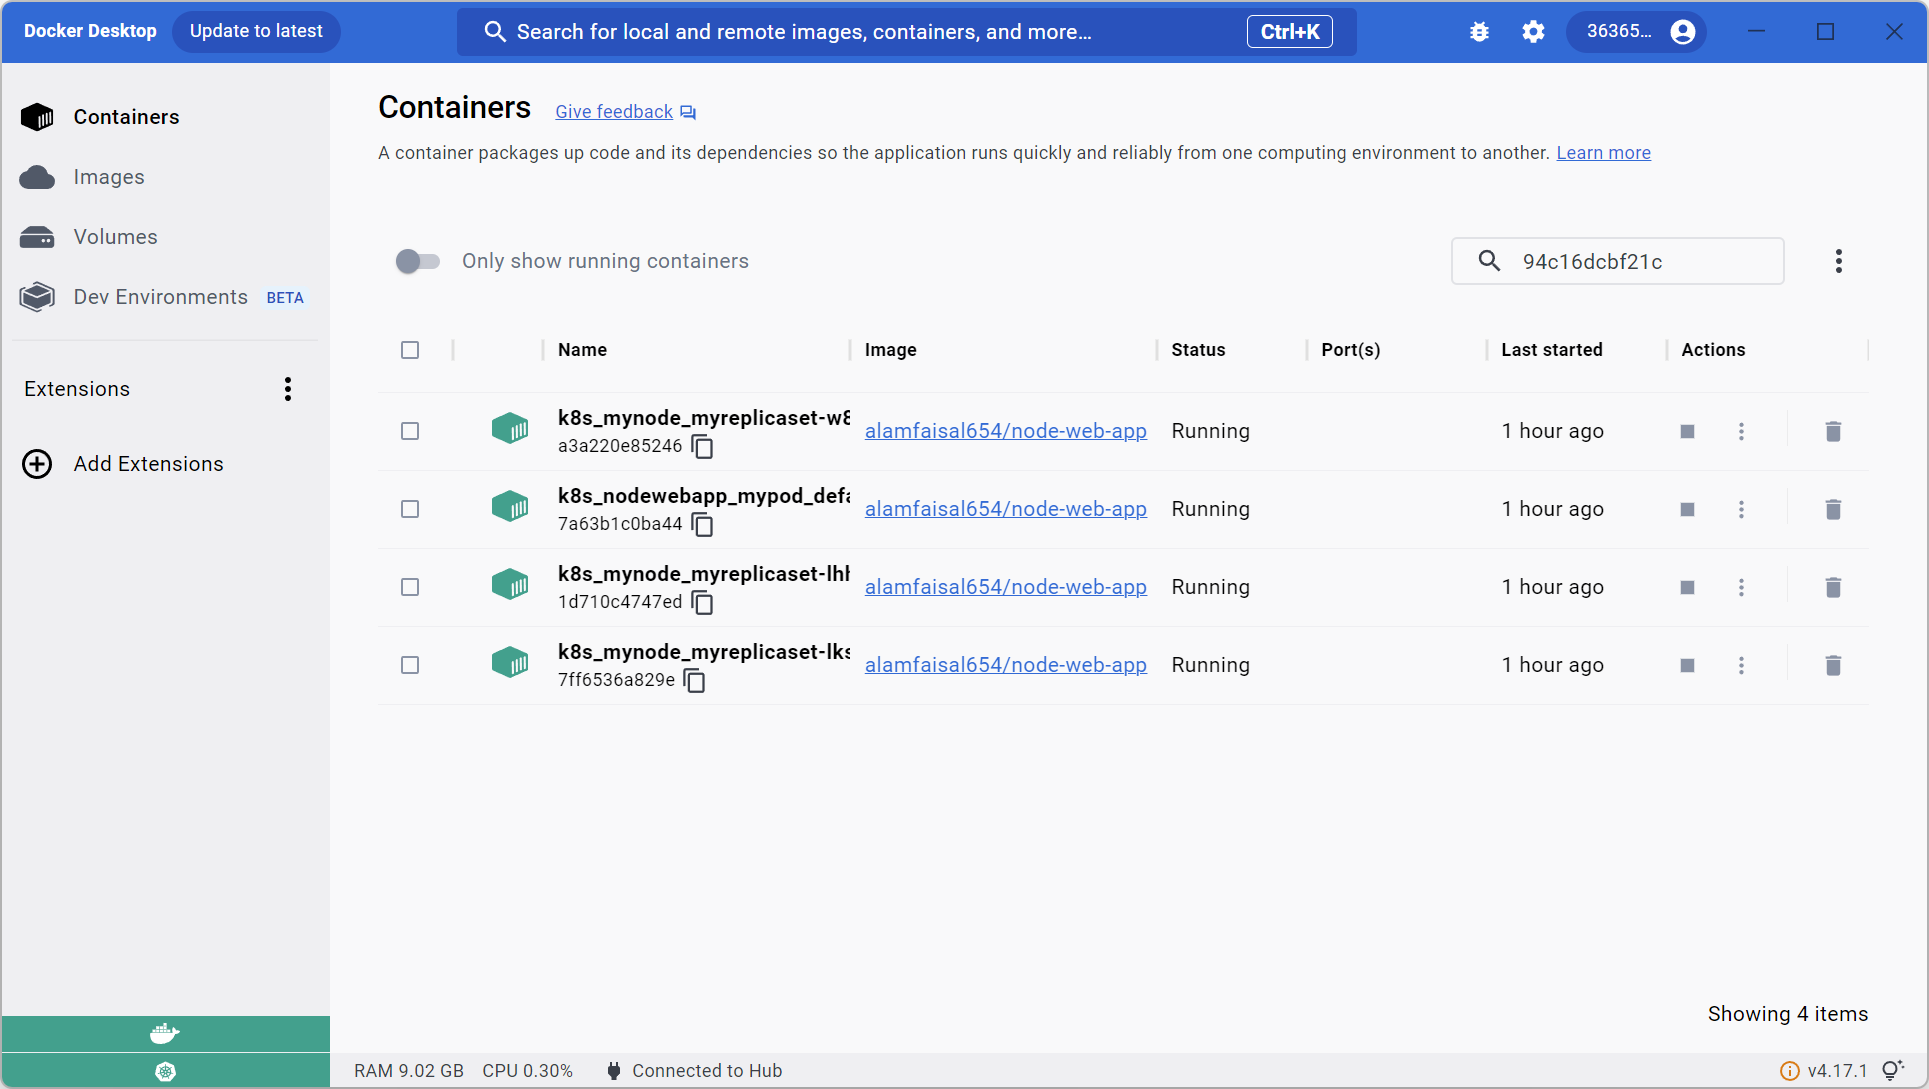 Docker Desktop Update to latest Search for local and remote images, containers, and more... Ctrl+K 36365...
Containers
Images
Volumes
Dev Environments BETA
Extensions
Add Extensions
Containers Give feedback
A container packages up code and its dependencies so the application runs quickly and reliably from one computing environment to another. Learn more
Only show running containers 94c16dcbf21c
Name Image Status Port(s) Last started Actions
k8s_mynode_myreplicaset-w8
a3a220e85246 alamfaisal654/node-web-app Running 1 hour ago
k8s_nodewebapp_mypod_defa
7a63b1c0ba44 alamfaisal654/node-web-app Running 1 hour ago
k8s_mynode_myreplicaset-lhh
1d710c4747ed alamfaisal654/node-web-app Running 1 hour ago
k8s_mynode_myreplicaset-lks
7ff6536a829e alamfaisal654/node-web-app Running 1 hour ago
Showing 4 items
RAM 9.02 GB CPU 0.30% Connected to Hub v4.17.1